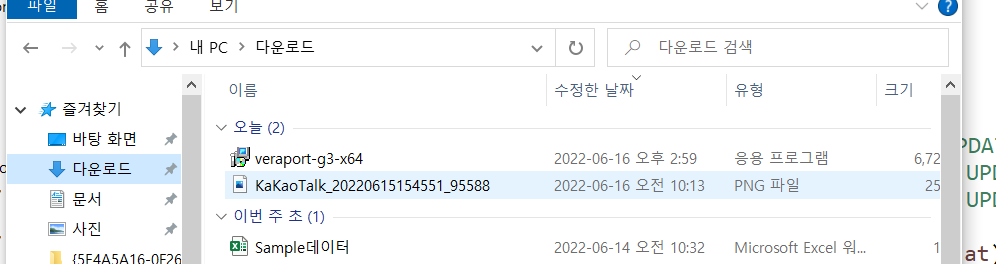 파일 홈 공유 보기
내 PC 다운로드 다운로드 검색
이름 수정한 날짜 유형 크기
즐겨찾기
오늘 (2)
바탕 화면
veraport-g3-x64 2022-06-16 오후 2:59 응용 프로그램 6,72
다운로드
KaKaoTalk_20220615154551_95588 2022-06-16 오전 10:13 PNG 파일 25
UPD
문서
UPD
이번 주 초 (1)
사진
Sample데이터 2022-06-14 오전 10:32 Microsoft Excel 워... 1
at)